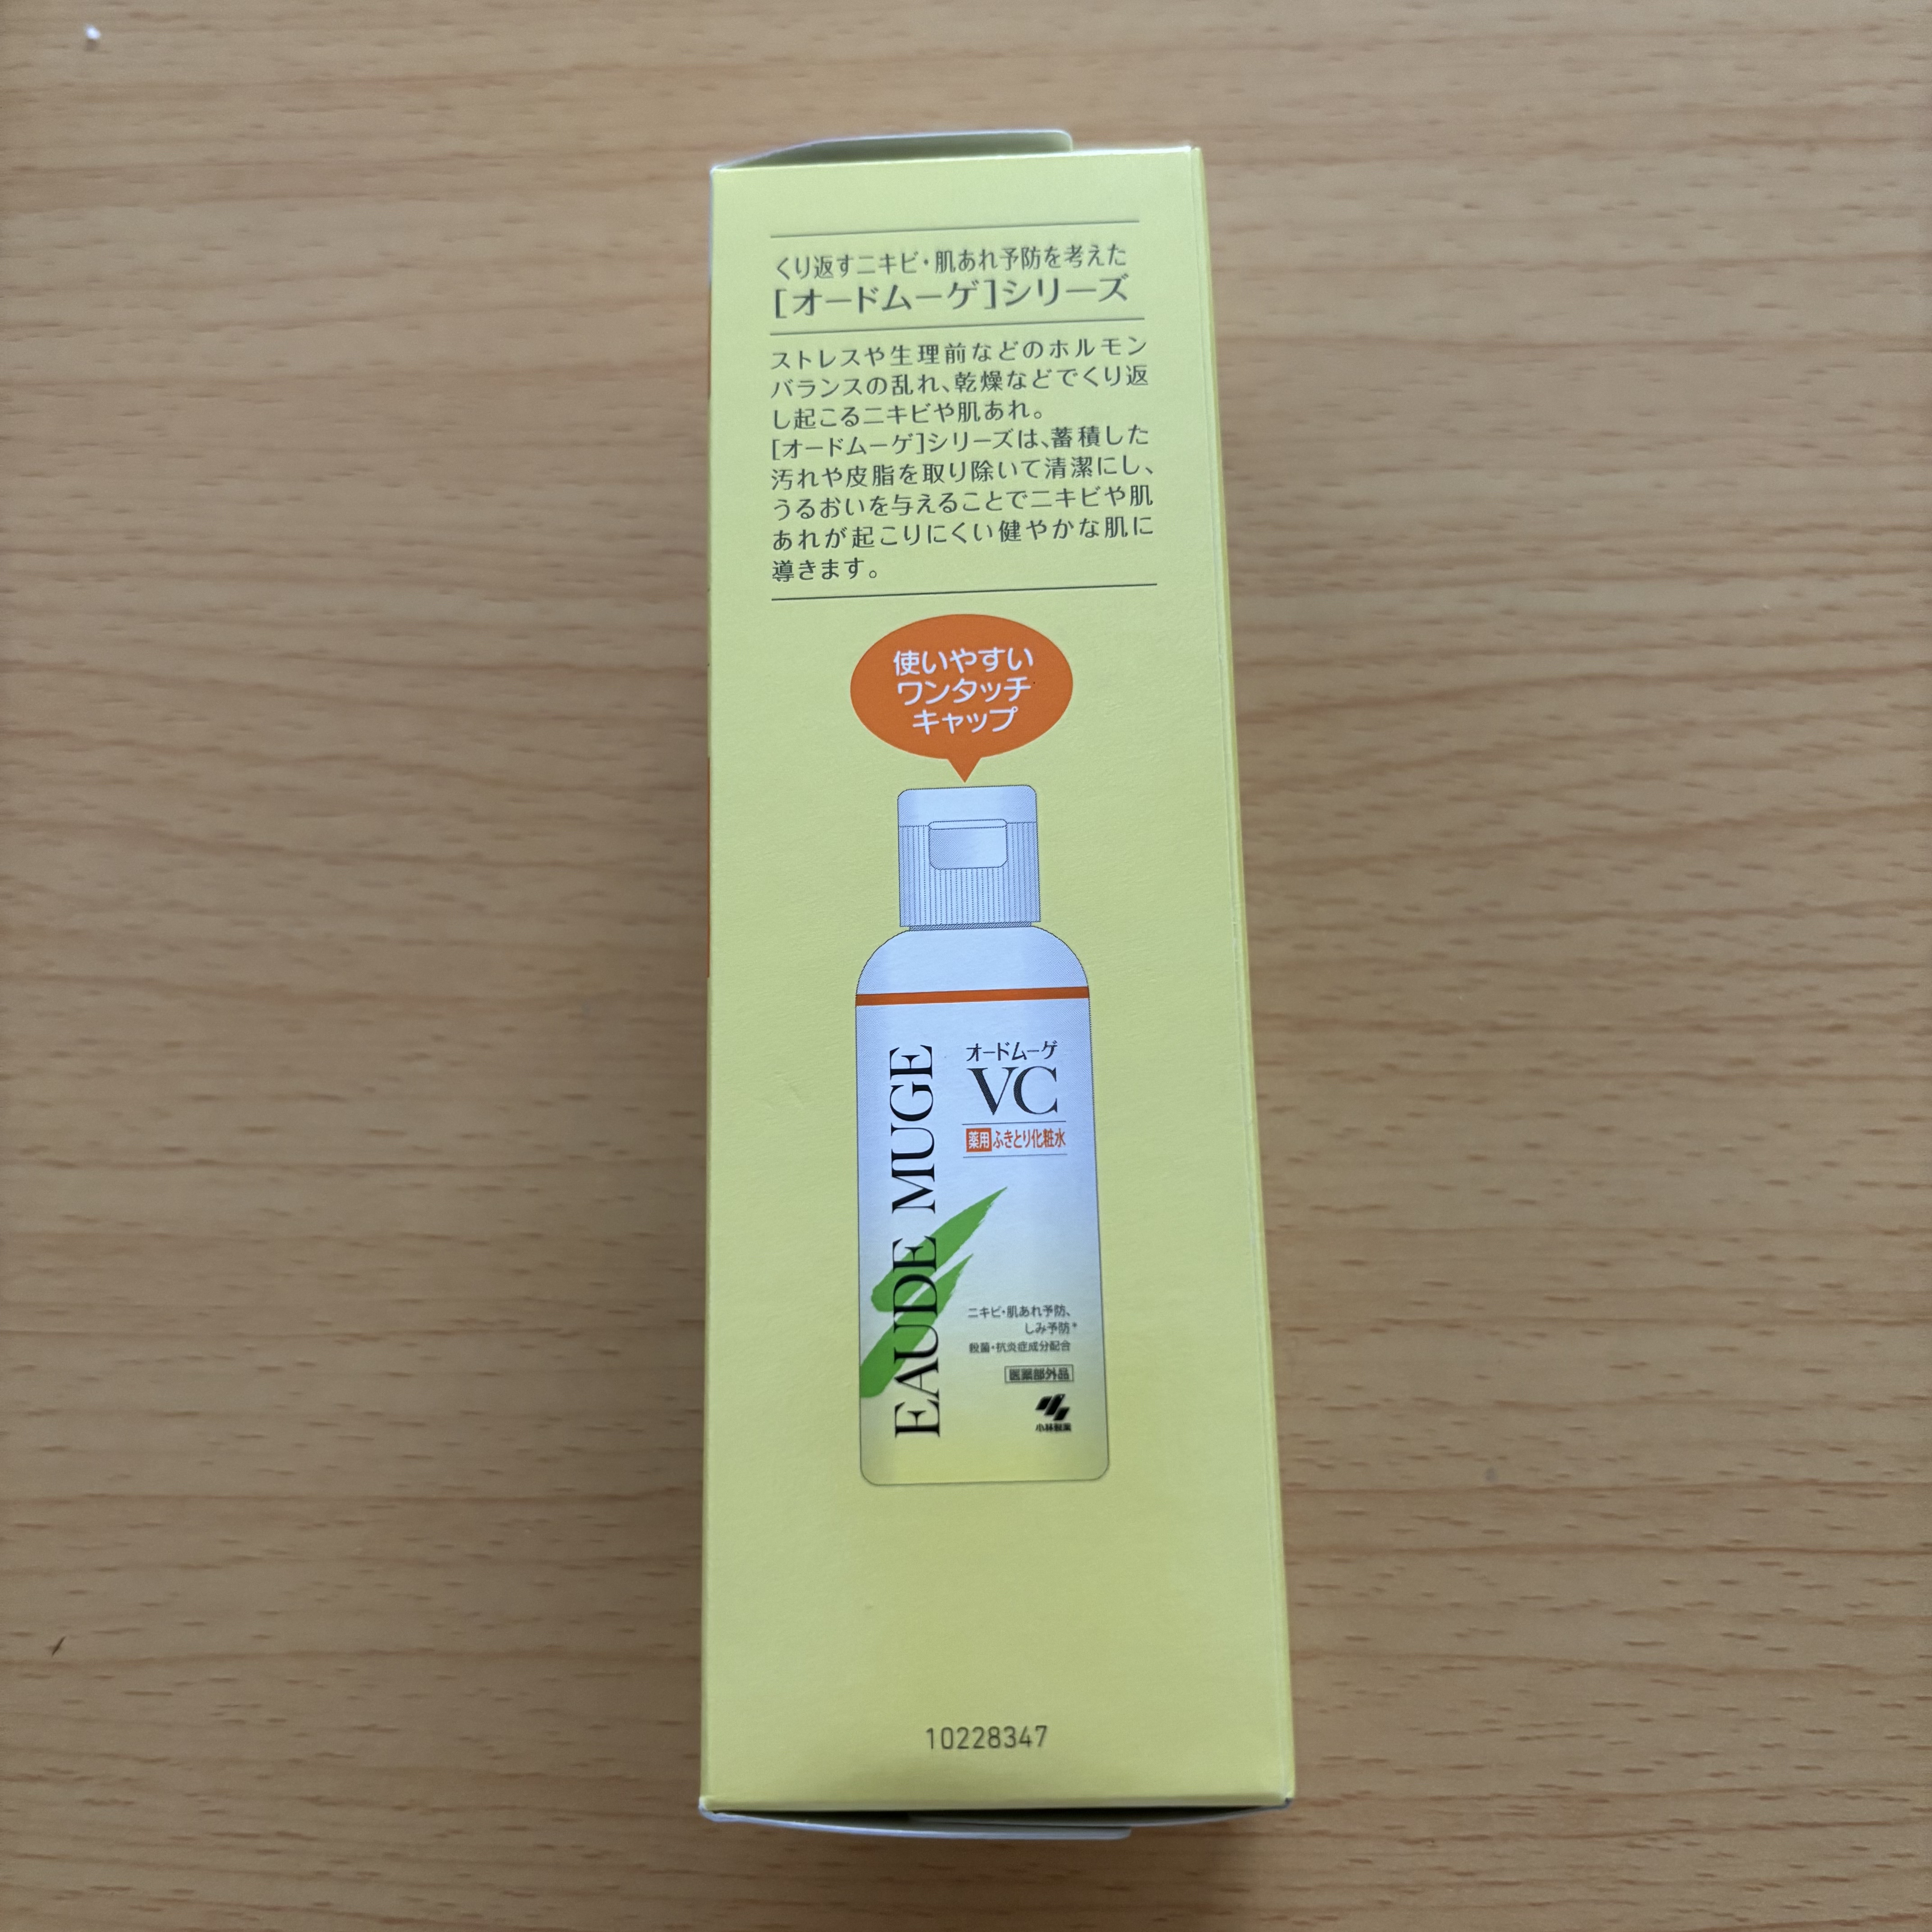 くり返すニキビ・肌あれ予防を考えた
[オードムーゲ]シリーズ
ストレスや生理前などのホルモン
バランスの乱れ、乾燥などでくり返
し起こるニキビや肌あれ。
[オードムーゲ]シリーズは、蓄積した
汚れや皮脂を取り除いて清潔にし、
うるおいを与えることでニキビや肌
あれが起こりにくい健やかな肌に
導きます。
使いやすい
ワンタッチ
キャップ
EAUDE MUGE
オードムーゲ
VC
薬用ふきとり化粧水
ニキビ・肌あれ予防、
しみ予防*
殺菌・抗炎症成分配合
医薬部外品
小林製薬
10228347